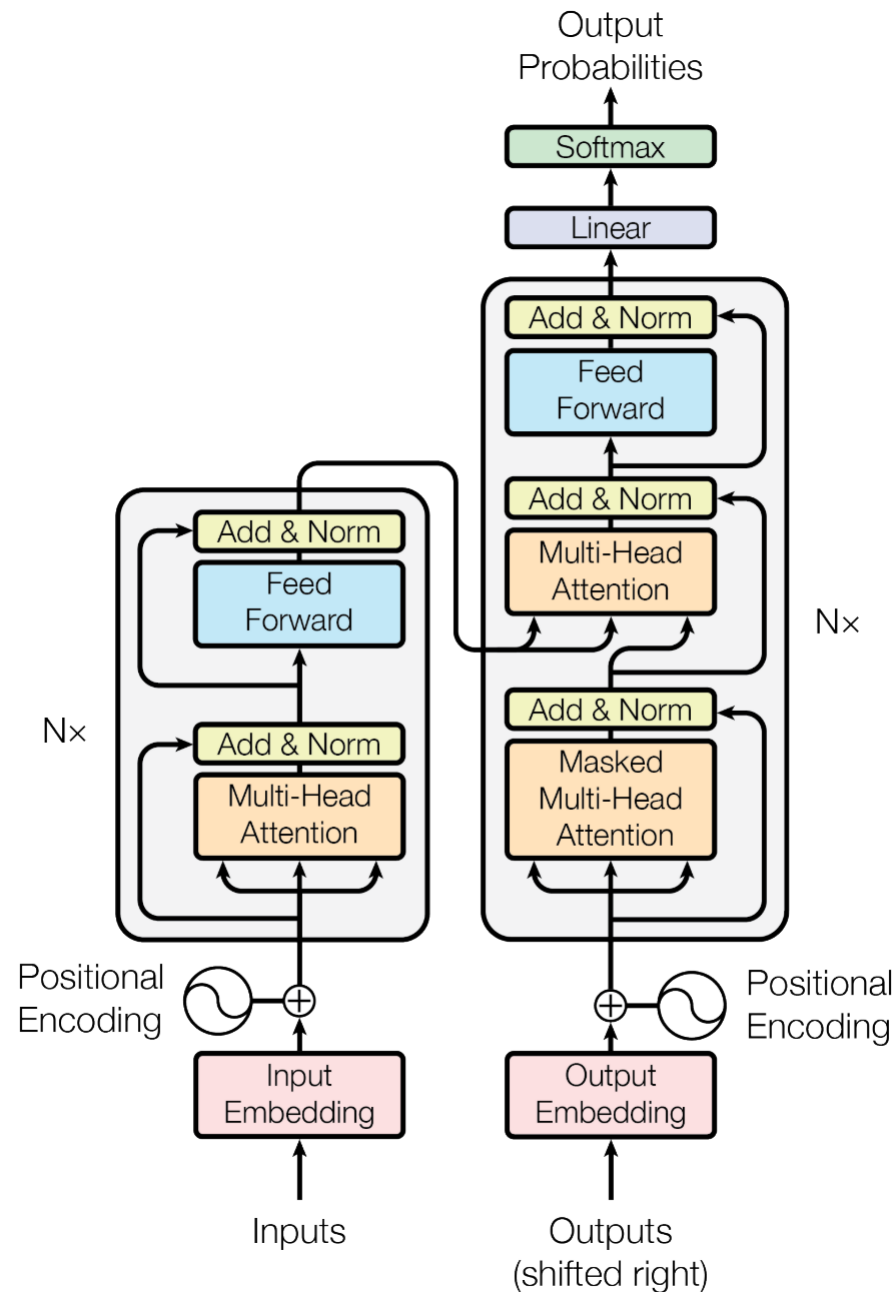 Output
Probabilities
Softmax
Linear
Add & Norm
Feed
Forward
Add & Norm
Multi-Head
Attention
Add & Norm
Masked
Multi-Head
Attention
Nx
Add & Norm
Feed
Forward
Add & Norm
Multi-Head
Attention
Nx
Positional
Encoding
Positional
Encoding
Input
Embedding
Output
Embedding
Inputs
Outputs
(shifted right)